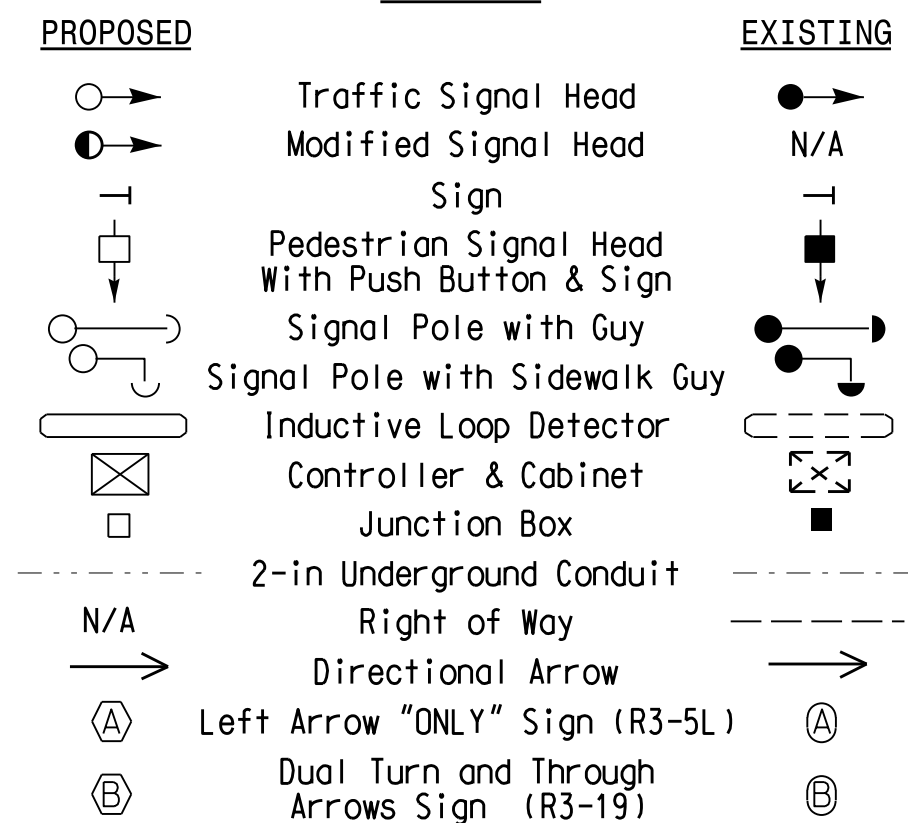 PROPOSED EXISTING
Traffic Signal Head
Modified Signal Head N/A
Sign
Pedestrian Signal Head
With Push Button & Sign
Signal Pole with Guy
Signal Pole with Sidewalk Guy
Inductive Loop Detector
Controller & Cabinet
Junction Box
2-in Underground Conduit
N/A Right of Way
Directional Arrow
A Left Arrow "ONLY" Sign (R3-5L) A
Dual Turn and Through
B Arrows Sign (R3-19) B